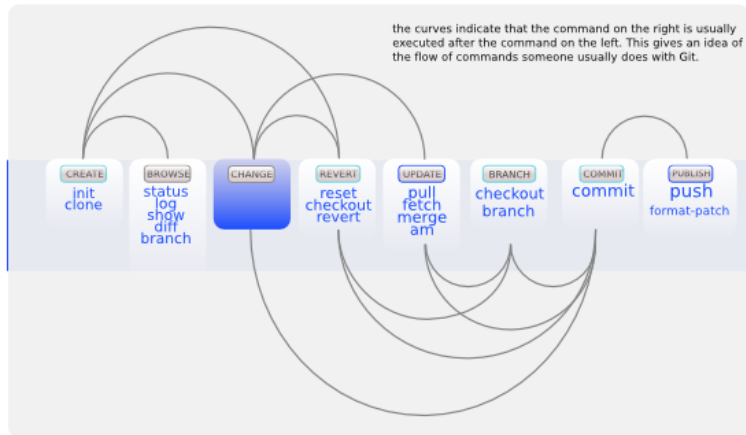 the curves indicate that the command on the right is usually
executed after the command on the left. This gives an idea of
the flow of commands someone usually does with Git.
CREATE
init
clone
BROWSE
status
log
show
diff
branch
CHANGE
REVERT
reset
checkout
revert
UPDATE
pull
fetch
merge
am
BRANCH
checkout
branch
COMMIT
commit
PUBLISH
push
format-patch